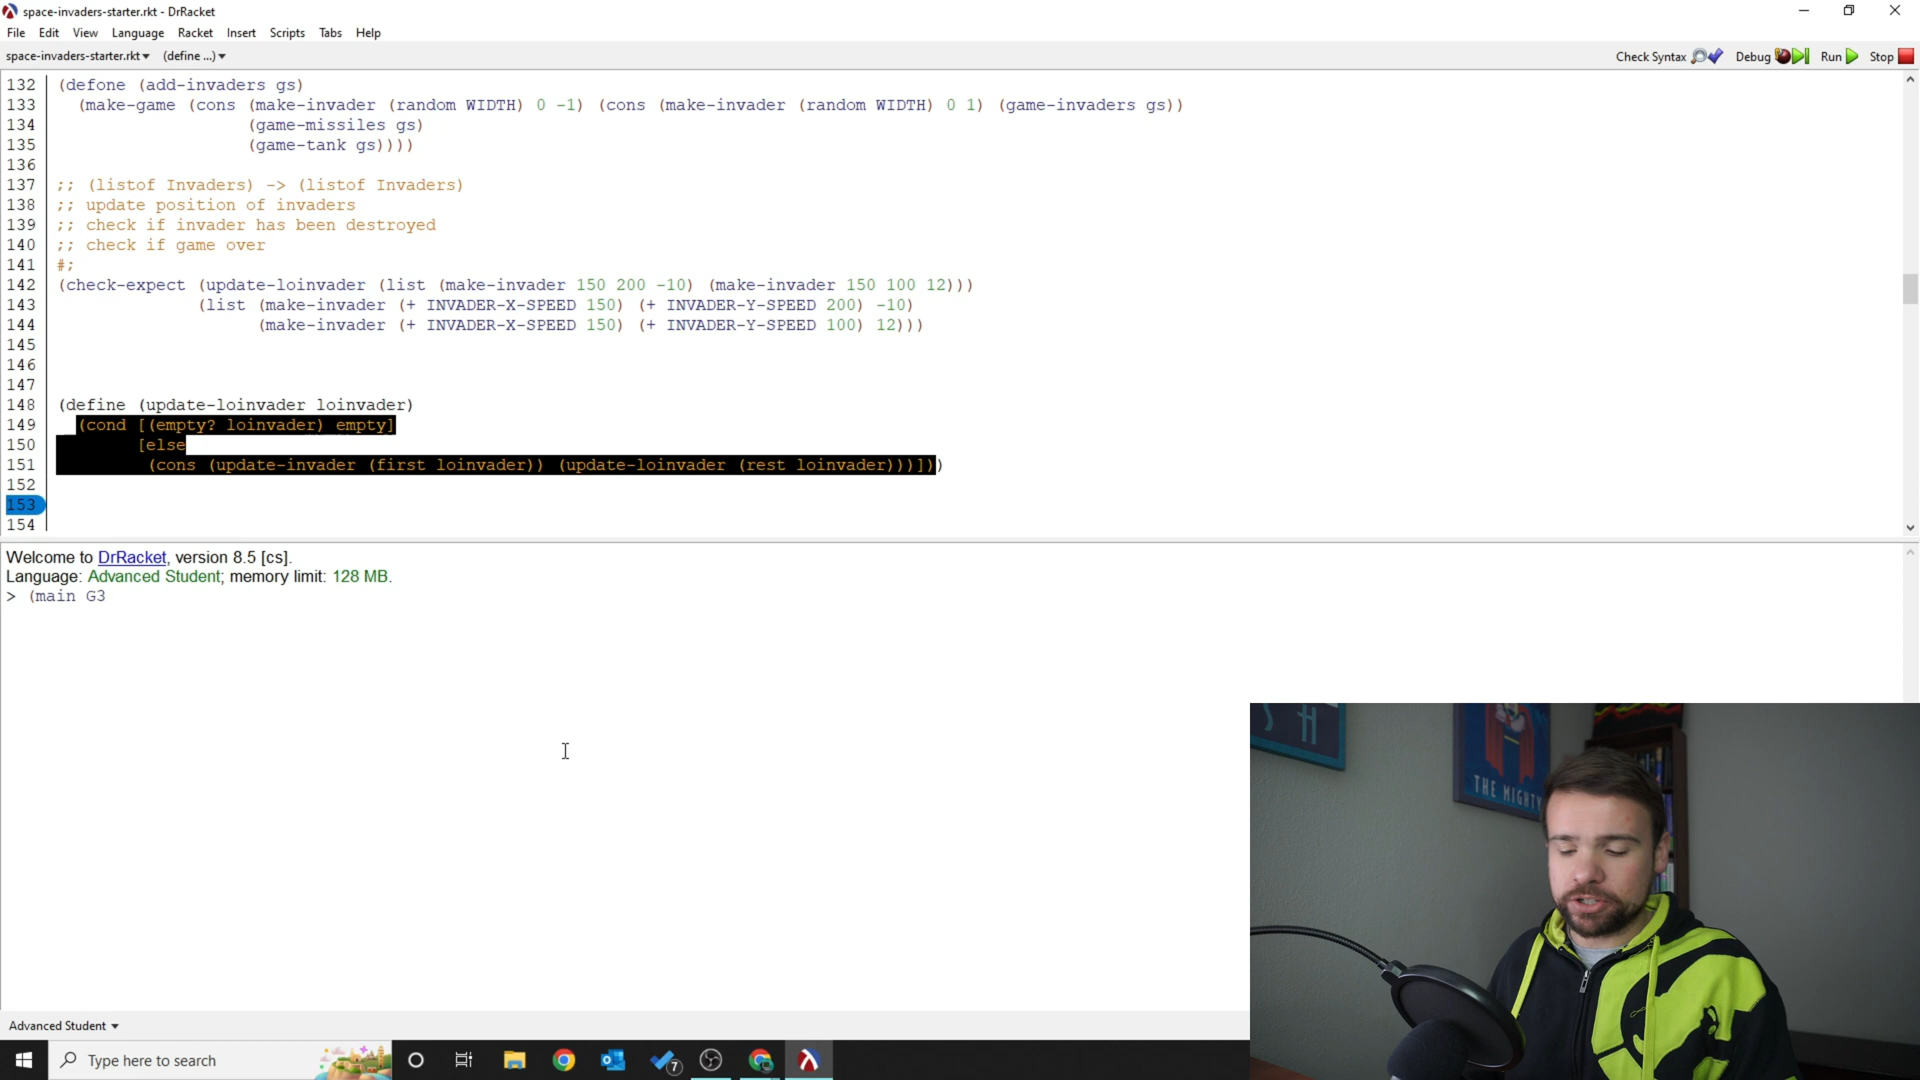 space-invaders-starter.rkt - DrRacket
File Edit View Language Racket Insert Scripts Tabs Help
space-invaders-starter.rkt▾ (define ...)▾ Check Syntax Debug Run Stop
132 (defone (add-invaders gs)
133 (make-game (cons (make-invader (random WIDTH) 0 -1) (cons (make-invader (random WIDTH) 0 1) (game-invaders gs))
134 (game-missiles gs)
135 (game-tank gs))))
136
137 ;; (listof Invaders) -> (listof Invaders)
138 ;; update position of invaders
139 ;; check if invader has been destroyed
140 ;; check if game over
141 #;
142 (check-expect (update-loinvader (list (make-invader 150 200 -10) (make-invader 150 100 12)))
143 (list (make-invader (+ INVADER-X-SPEED 150) (+ INVADER-Y-SPEED 200) -10)
144 (make-invader (+ INVADER-X-SPEED 150) (+ INVADER-Y-SPEED 100) 12)))
145
146
147
148 (define (update-loinvader loinvader)
149 (cond [(empty? loinvader) empty]
150 [else
151 (cons (update-invader (first loinvader)) (update-loinvader (rest loinvader)))]))
152
153
154
Welcome to DrRacket, version 8.5 [cs].
Language: Advanced Student; memory limit: 128 MB.
> (main G3
THE MIGHTY
Advanced Student ▾
Type here to search
7